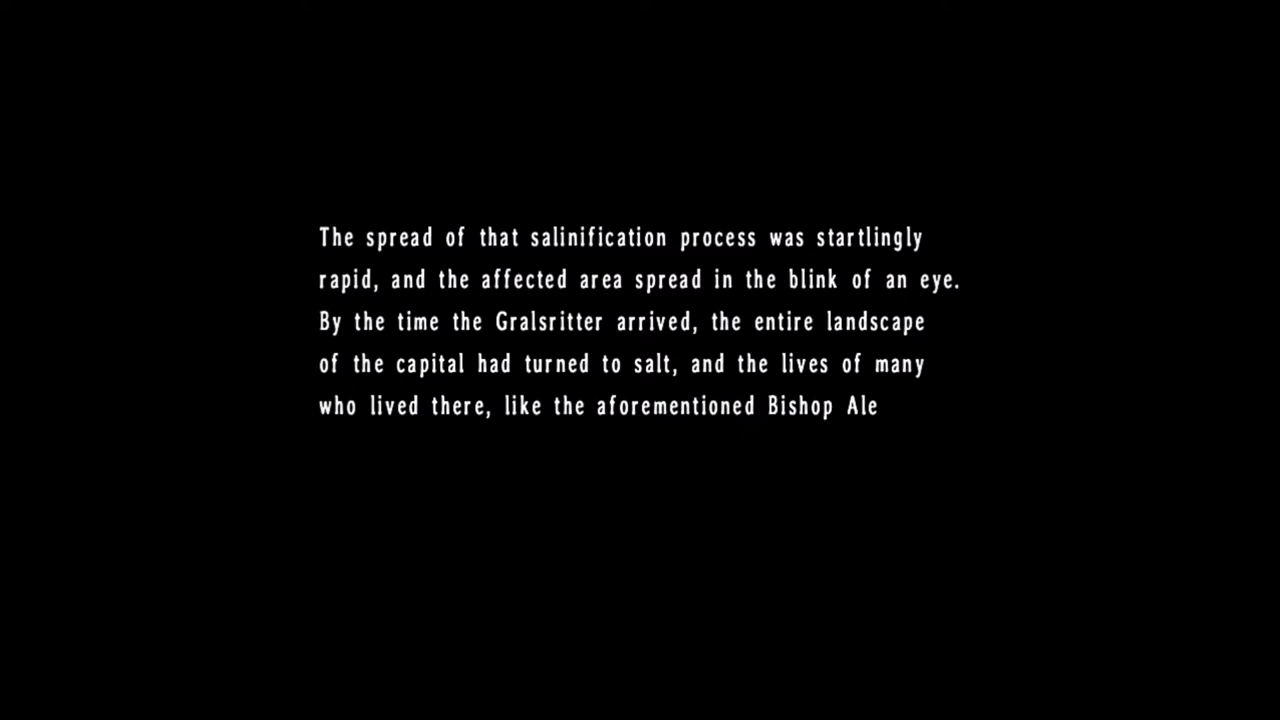 The spread of that salinification process was startlingly
rapid, and the affected area spread in the blink of an eye.
By the time the Gralsritter arrived, the entire landscape
of the capital had turned to salt, and the lives of many
who lived there, like the aforementioned Bishop Ale